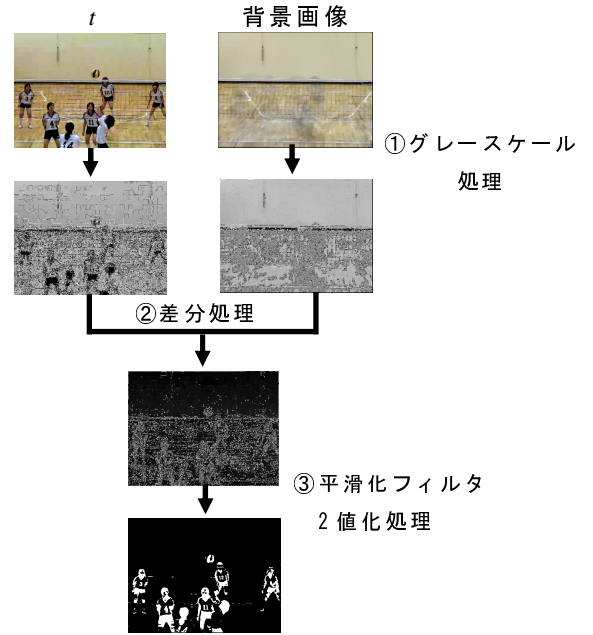 t
背景画像
①グレースケール
処理
②差分処理
③平滑化フィルタ
2値化処理